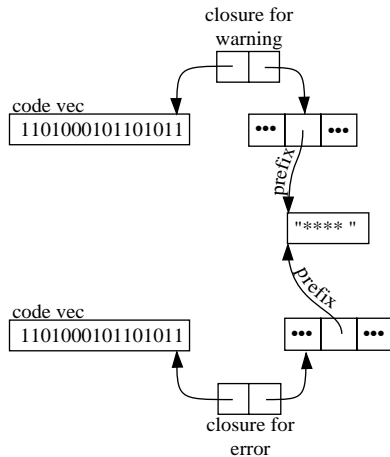 closure for
warning
code vec
1101000101101011
••• •••
prefix
"**** "
prefix
code vec
1101000101101011
••• •••
closure for
error